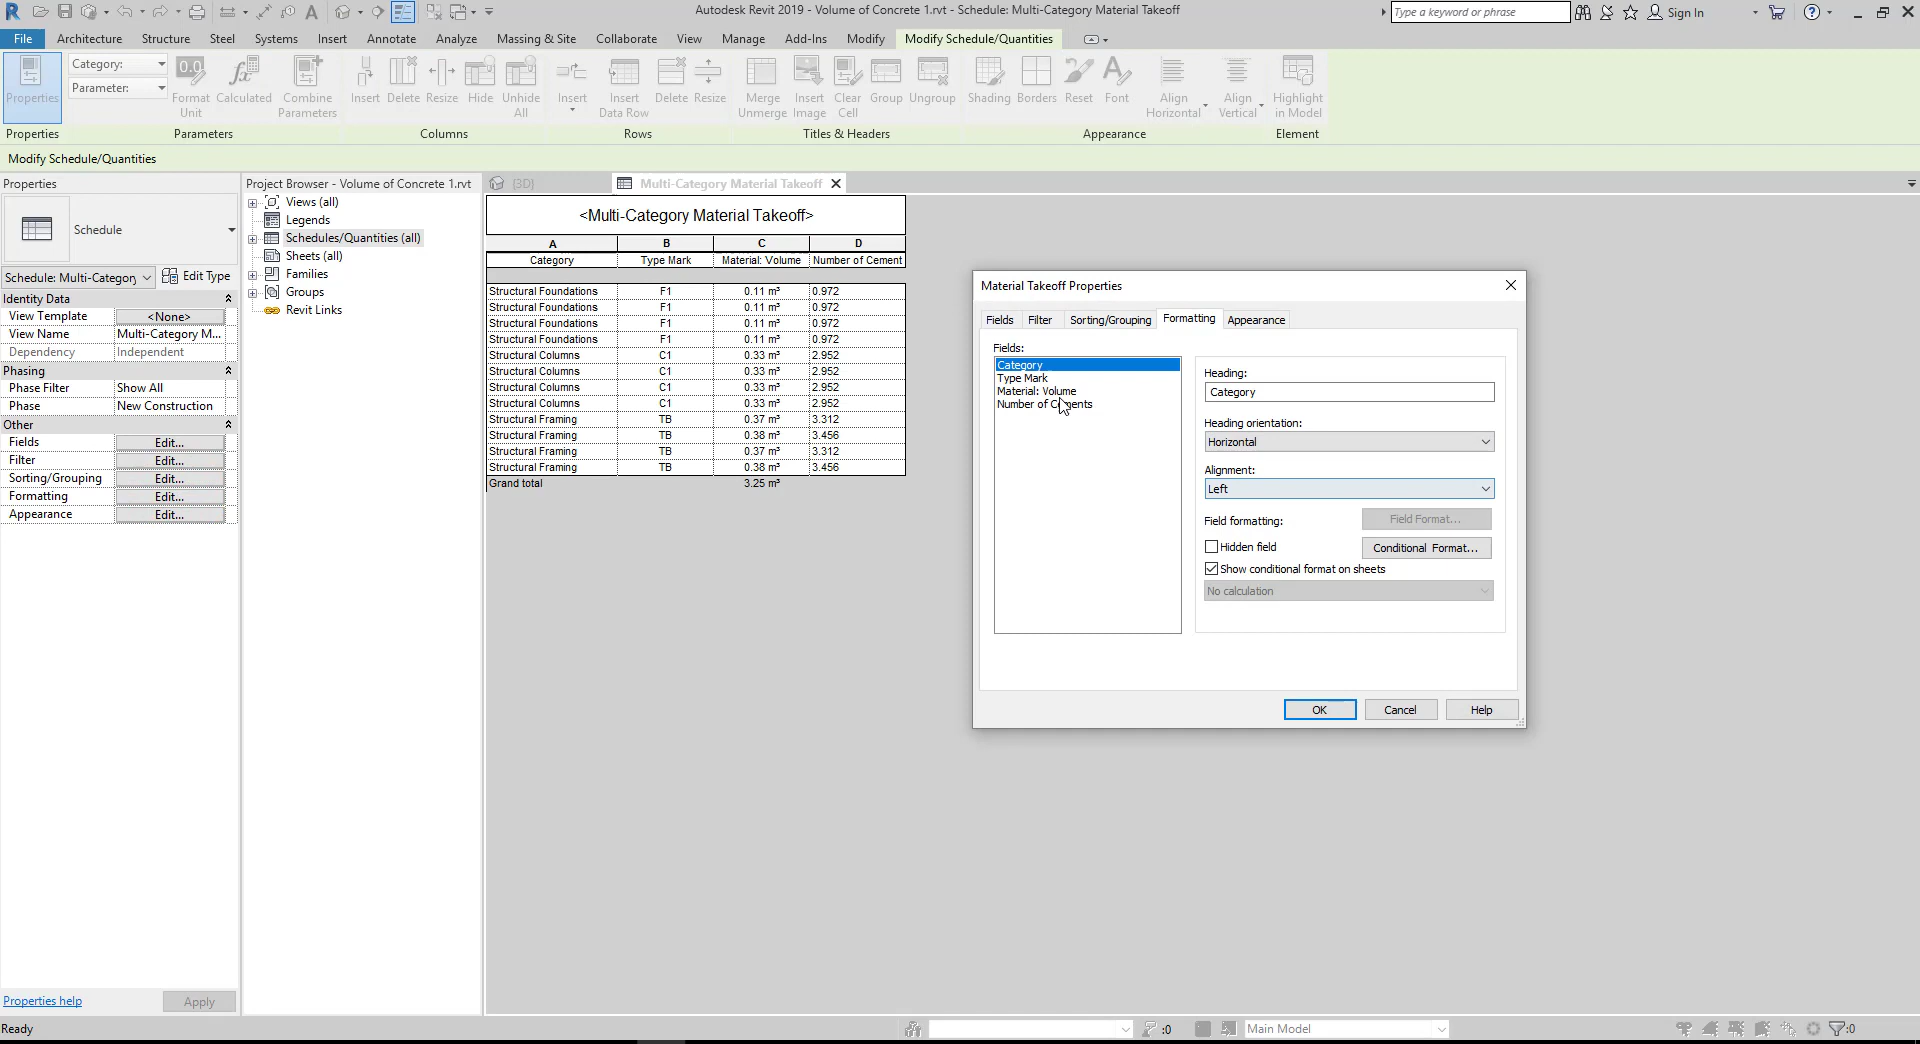 Autodesk Revit 2019 - Volume of Concrete 1.rvt - Schedule: Multi-Category Material Takeoff
Type a keyword or phrase
Sign In
File Architecture Structure Steel Systems Insert Annotate Analyze Massing & Site Collaborate View Manage Add-Ins Modify Modify Schedule/Quantities
Properties
Category:
Parameter:
Format Unit
Calculated
Combine Parameters
Insert Delete Resize Hide Unhide All
Insert
Insert Data Row
Delete Resize
Merge Unmerge
Insert Image
Clear Cell
Group Ungroup
Shading Borders Reset Font
Align Horizontal
Align Vertical
Highlight in Model
Properties Parameters Columns Rows Titles & Headers Appearance Element
Modify Schedule/Quantities
Properties
Schedule
Schedule: Multi-Category
Edit Type
Identity Data
View Template <None>
View Name Multi-Category M...
Dependency Independent
Phasing
Phase Filter Show All
Phase New Construction
Other
Fields Edit...
Filter Edit...
Sorting/Grouping Edit...
Formatting Edit...
Appearance Edit...
Properties help
Apply
Project Browser - Volume of Concrete 1.rvt
Views (all)
Legends
Schedules/Quantities (all)
Sheets (all)
Families
Groups
Revit Links
{3D}
Multi-Category Material Takeoff
<Multi-Category Material Takeoff>
A B C D
Category Type Mark Material: Volume Number of Cement
Structural Foundations F1 0.11 m³ 0.972
Structural Foundations F1 0.11 m³ 0.972
Structural Foundations F1 0.11 m³ 0.972
Structural Foundations F1 0.11 m³ 0.972
Structural Columns C1 0.33 m³ 2.952
Structural Columns C1 0.33 m³ 2.952
Structural Columns C1 0.33 m³ 2.952
Structural Columns C1 0.33 m³ 2.952
Structural Framing TB 0.37 m³ 3.312
Structural Framing TB 0.38 m³ 3.456
Structural Framing TB 0.37 m³ 3.312
Structural Framing TB 0.38 m³ 3.456
Grand total 3.25 m³
Material Takeoff Properties
Fields Filter Sorting/Grouping Formatting Appearance
Fields:
Category
Type Mark
Material: Volume
Number of Cements
Heading:
Category
Heading orientation:
Horizontal
Alignment:
Left
Field formatting:
Field Format...
Hidden field
Conditional Format...
Show conditional format on sheets
No calculation
OK Cancel Help
Ready
:0
Main Model
:0